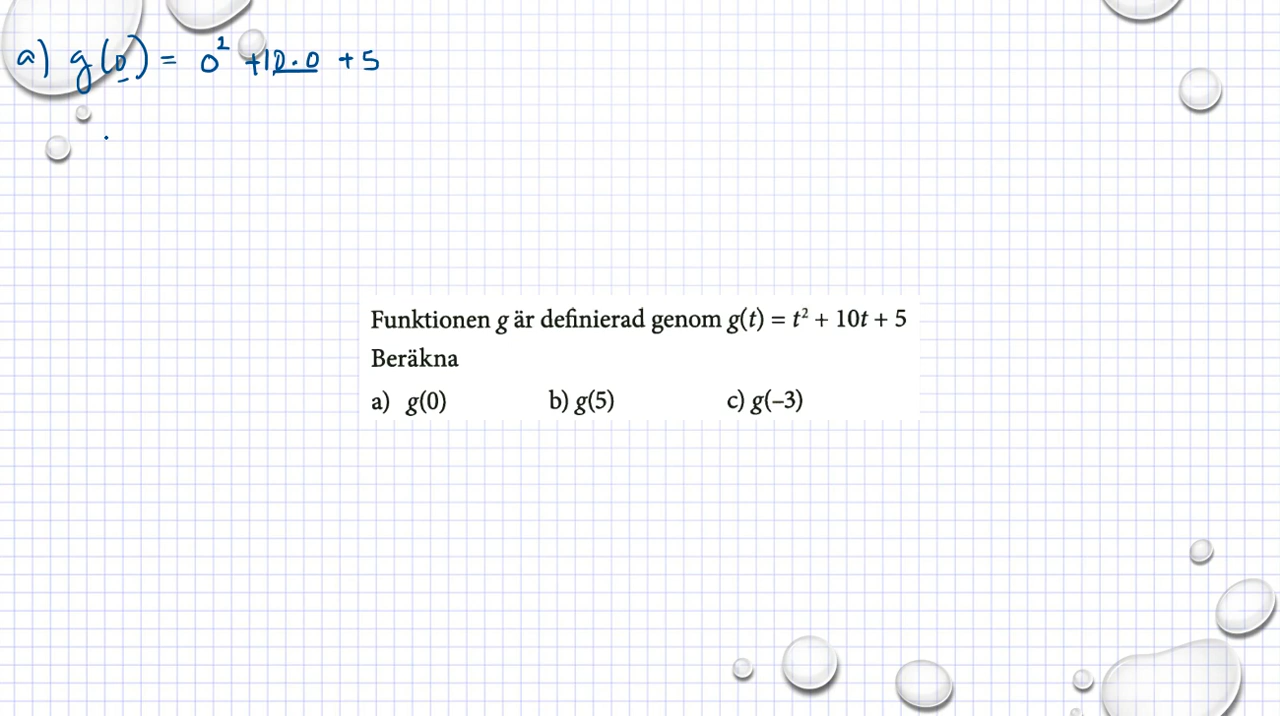 a) g(0) = 0² + 10·0 + 5
Funktionen g är definierad genom g(t) = t² + 10t + 5
Beräkna
a) g(0) b) g(5) c) g(–3)